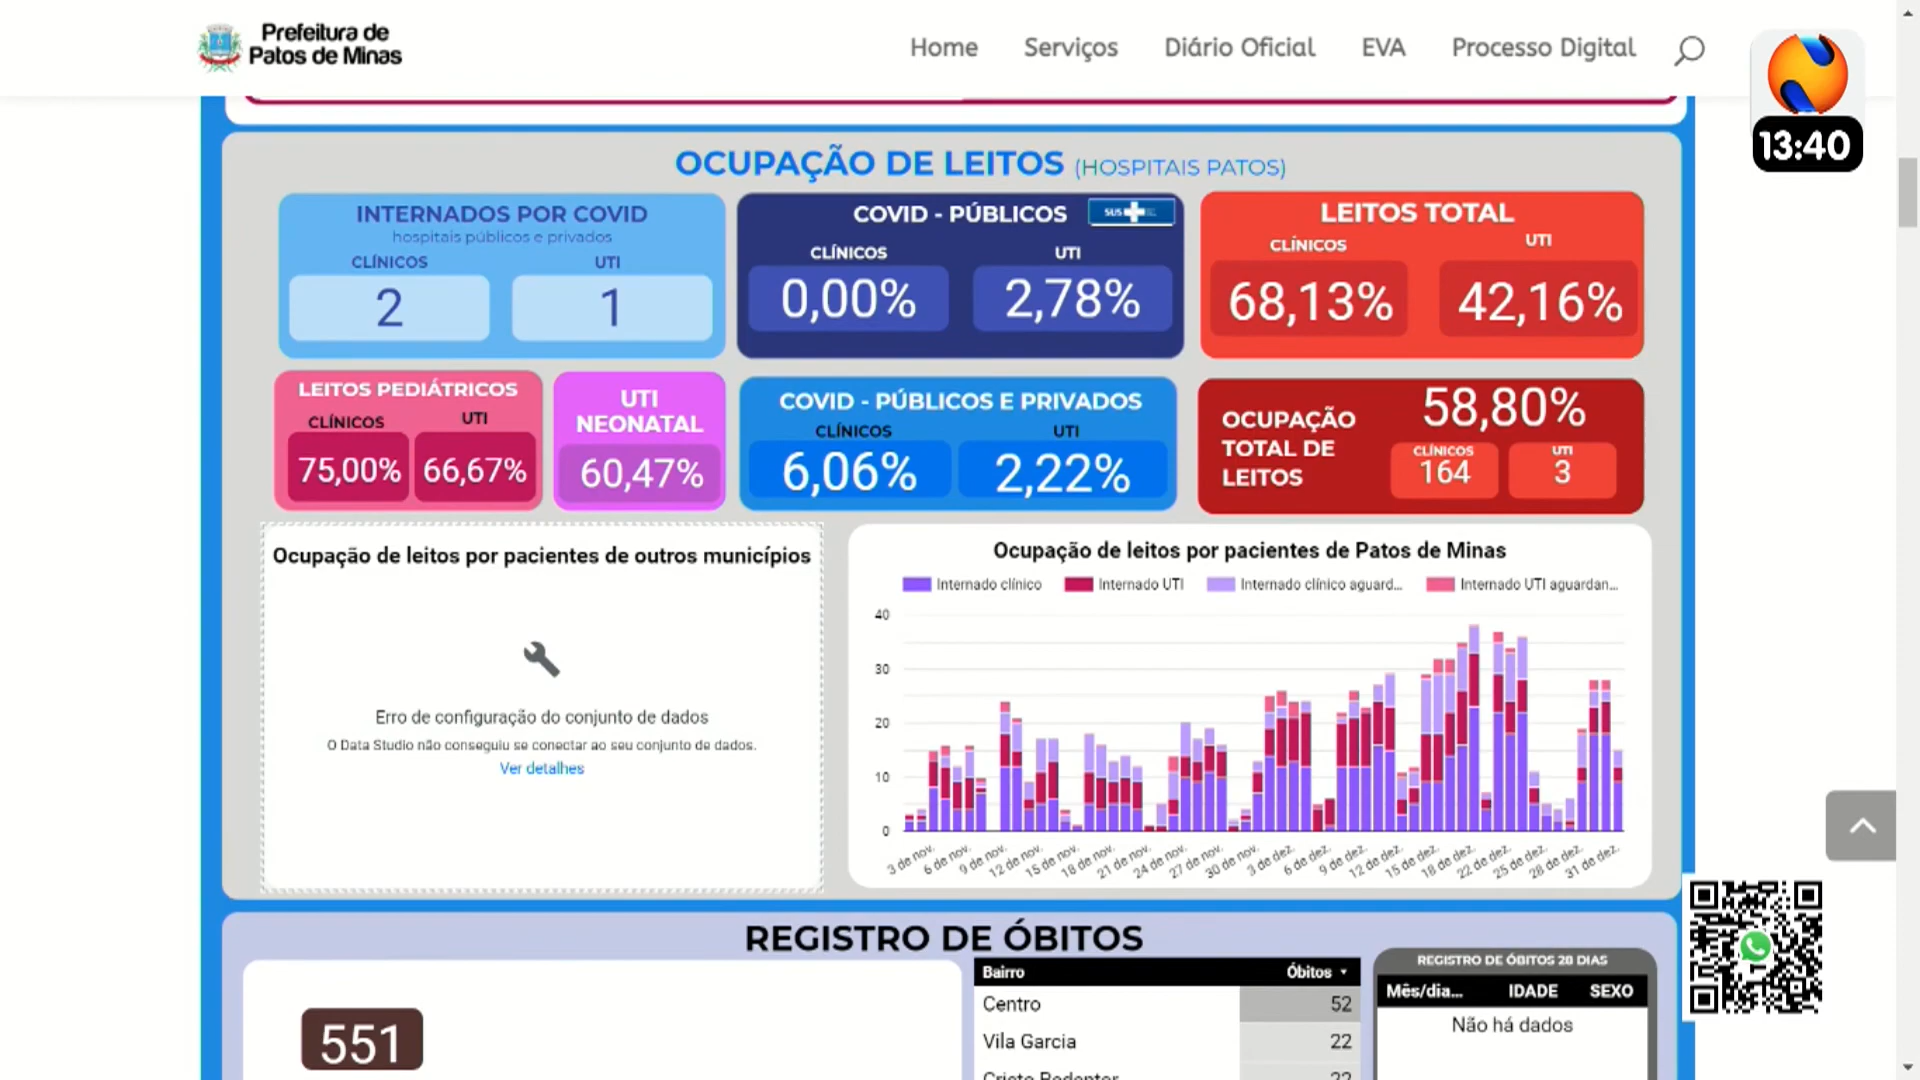 Prefeitura de
Patos de Minas
Home Serviços Diário Oficial EVA Processo Digital
13:40
OCUPAÇÃO DE LEITOS (HOSPITAIS PATOS)
INTERNADOS POR COVID
hospitais públicos e privados
CLÍNICOS UTI
2 1
COVID - PÚBLICOS SUS
CLÍNICOS UTI
0,00% 2,78%
LEITOS TOTAL
CLÍNICOS UTI
68,13% 42,16%
LEITOS PEDIÁTRICOS
CLÍNICOS UTI
75,00% 66,67%
UTI
NEONATAL
60,47%
COVID - PÚBLICOS E PRIVADOS
CLÍNICOS UTI
6,06% 2,22%
OCUPAÇÃO
TOTAL DE
LEITOS
58,80%
CLÍNICOS UTI
164 3
Ocupação de leitos por pacientes de outros municípios
Erro de configuração do conjunto de dados
O Data Studio não conseguiu se conectar ao seu conjunto de dados.
Ver detalhes
Ocupação de leitos por pacientes de Patos de Minas
Internado clínico Internado UTI Internado clínico aguard... Internado UTI aguardan...
40
30
20
10
0
3 de nov. 6 de nov. 9 de nov. 12 de nov. 15 de nov. 18 de nov. 21 de nov. 24 de nov. 27 de nov. 30 de nov. 3 de dez. 6 de dez. 9 de dez. 12 de dez. 15 de dez. 18 de dez. 22 de dez. 25 de dez. 28 de dez. 31 de dez.
REGISTRO DE ÓBITOS
551
Bairro Óbitos
Centro 52
Vila Garcia 22
Cristo Redentor 22
REGISTRO DE ÓBITOS 20 DIAS
Mês/dia... IDADE SEXO
Não há dados